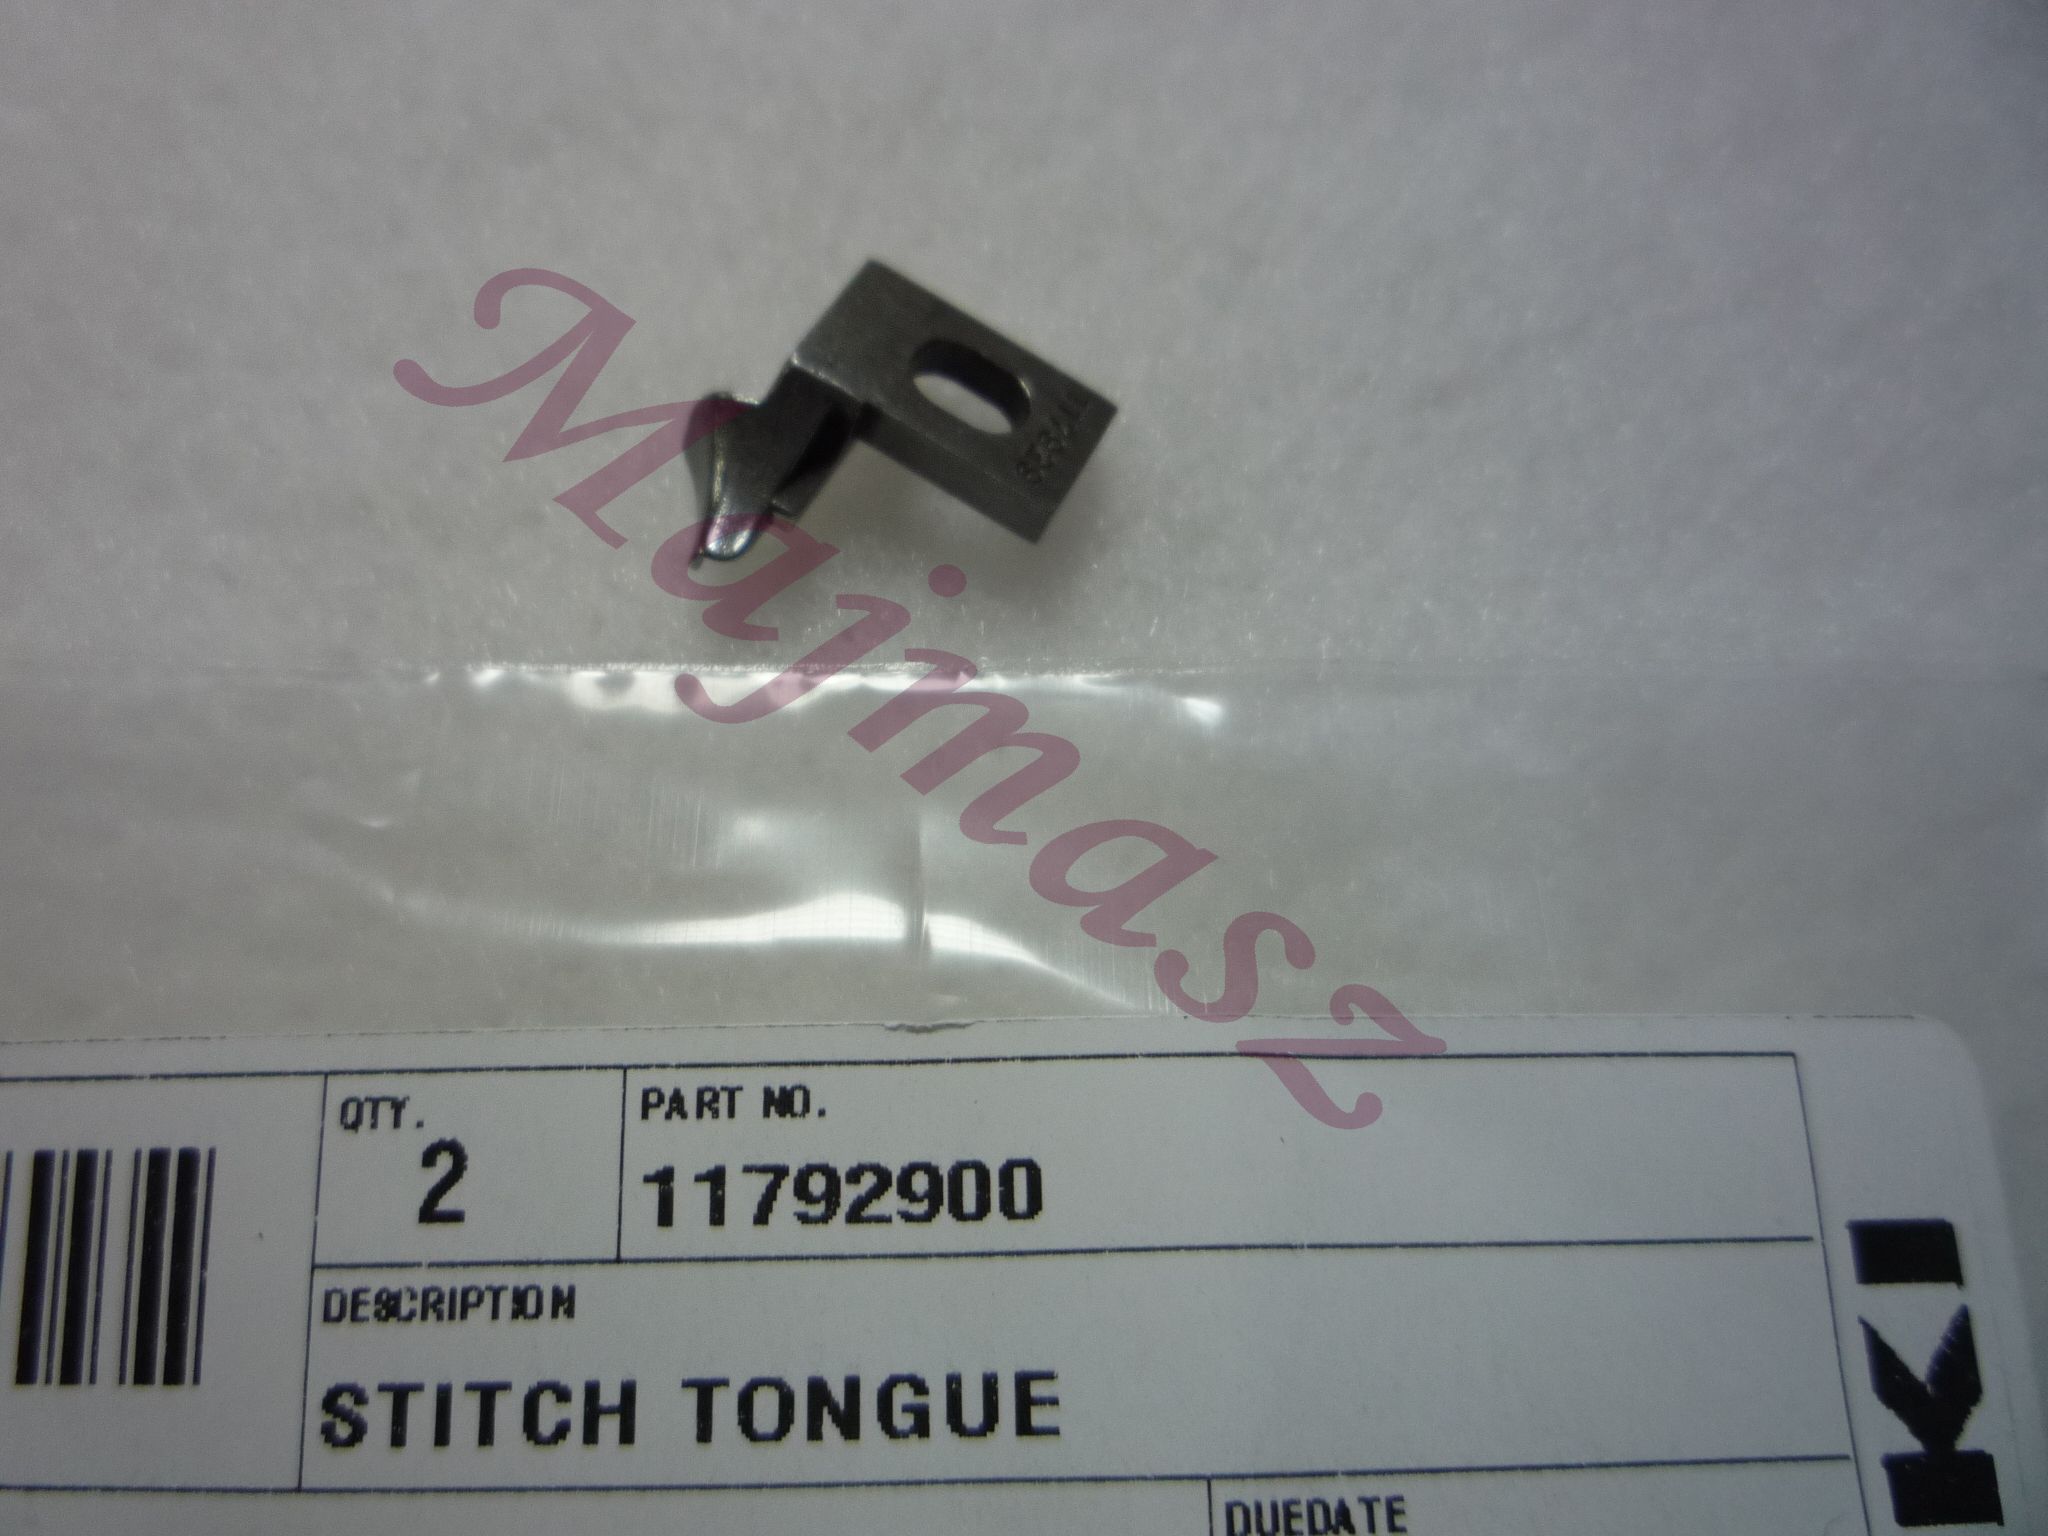 Majmasz
QTY.
2
PART NO.
11792900
DESCRIPTION
STITCH TONGUE
DUEDATE